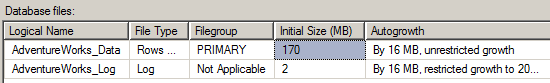 Database files:
Logical Name File Type Filegroup Initial Size (MB) Autogrowth
AdventureWorks_Data Rows ... PRIMARY 170 By 16 MB, unrestricted growth
AdventureWorks_Log Log Not Applicable 2 By 16 MB, restricted growth to 20...